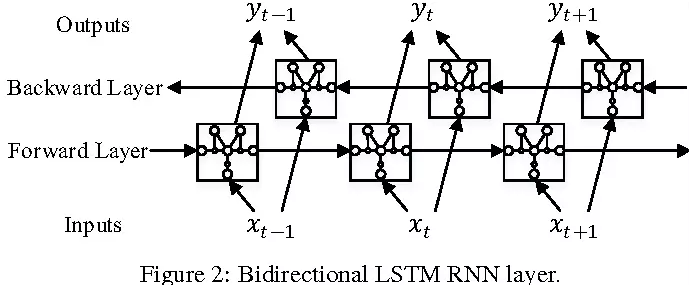 Outputs y_{t-1} y_t y_{t+1}
Backward Layer
Forward Layer
Inputs x_{t-1} x_t x_{t+1}
Figure 2: Bidirectional LSTM RNN layer.